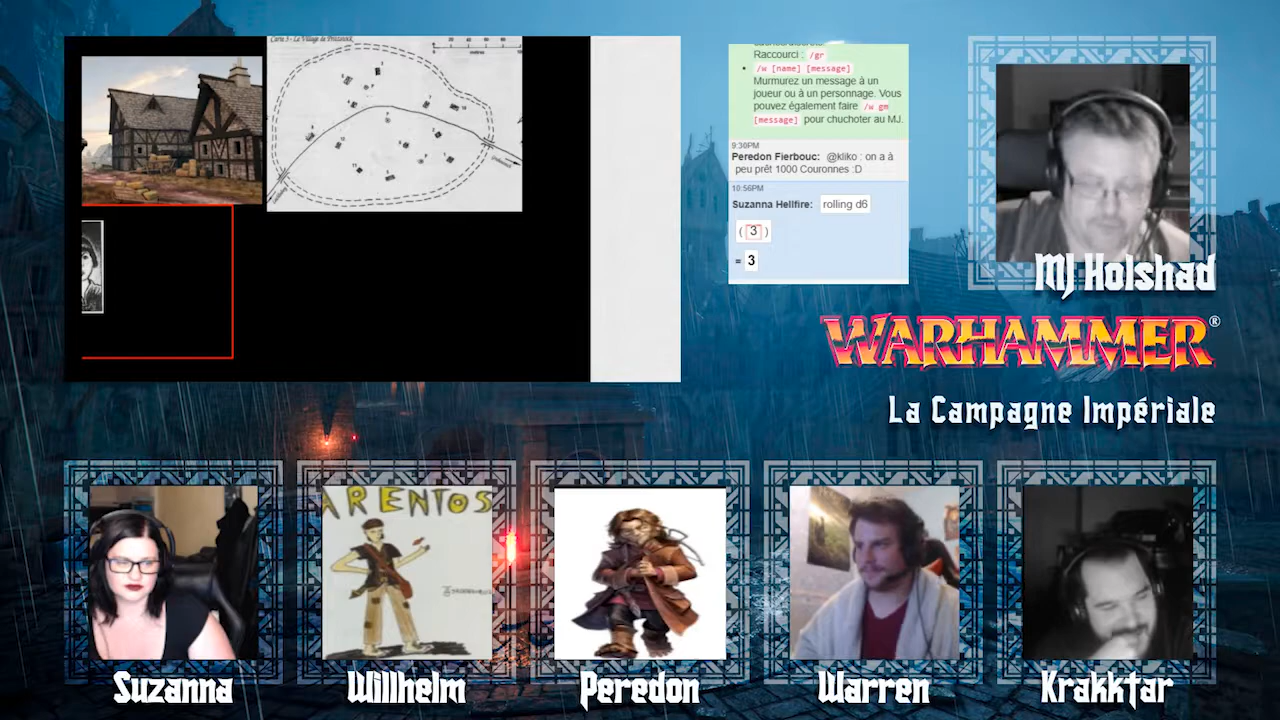 Carte 3 - Le Village de
Raccourci : /gr
• /w [name] [message]
Murmurez un message à un
joueur ou à un personnage. Vous
pouvez également faire /w gm
[message] pour chuchoter au MJ.
9:30PM
Peredon Fierbouc: @kliko : on a à
peu prêt 1000 Couronnes :D
10:56PM
Suzanna Hellfire: rolling d6
(3)
= 3
MJ Holshad
WARHAMMER®
La Campagne Impériale
ARENTOS
Suzanna
Willhelm
Peredon
Warren
Krakktar